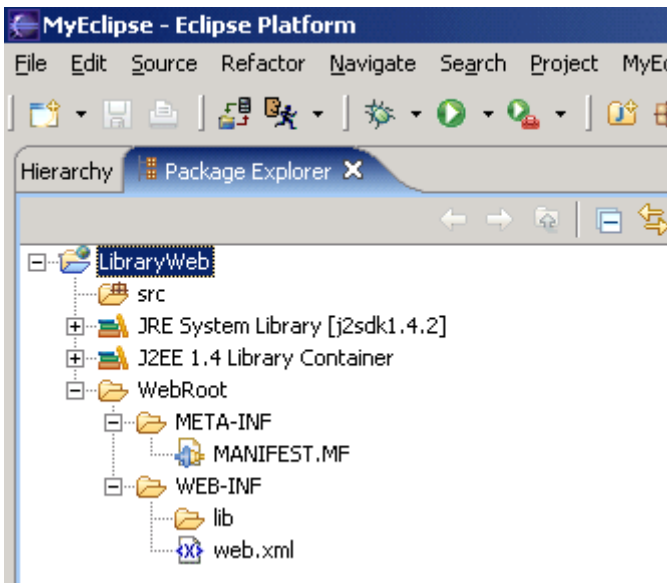 MyEclipse - Eclipse Platform
File Edit Source Refactor Navigate Search Project
Hierarchy Package Explorer
LibraryWeb
src
JRE System Library [j2sdk1.4.2]
J2EE 1.4 Library Container
WebRoot
META-INF
MANIFEST.MF
WEB-INF
lib
web.xml